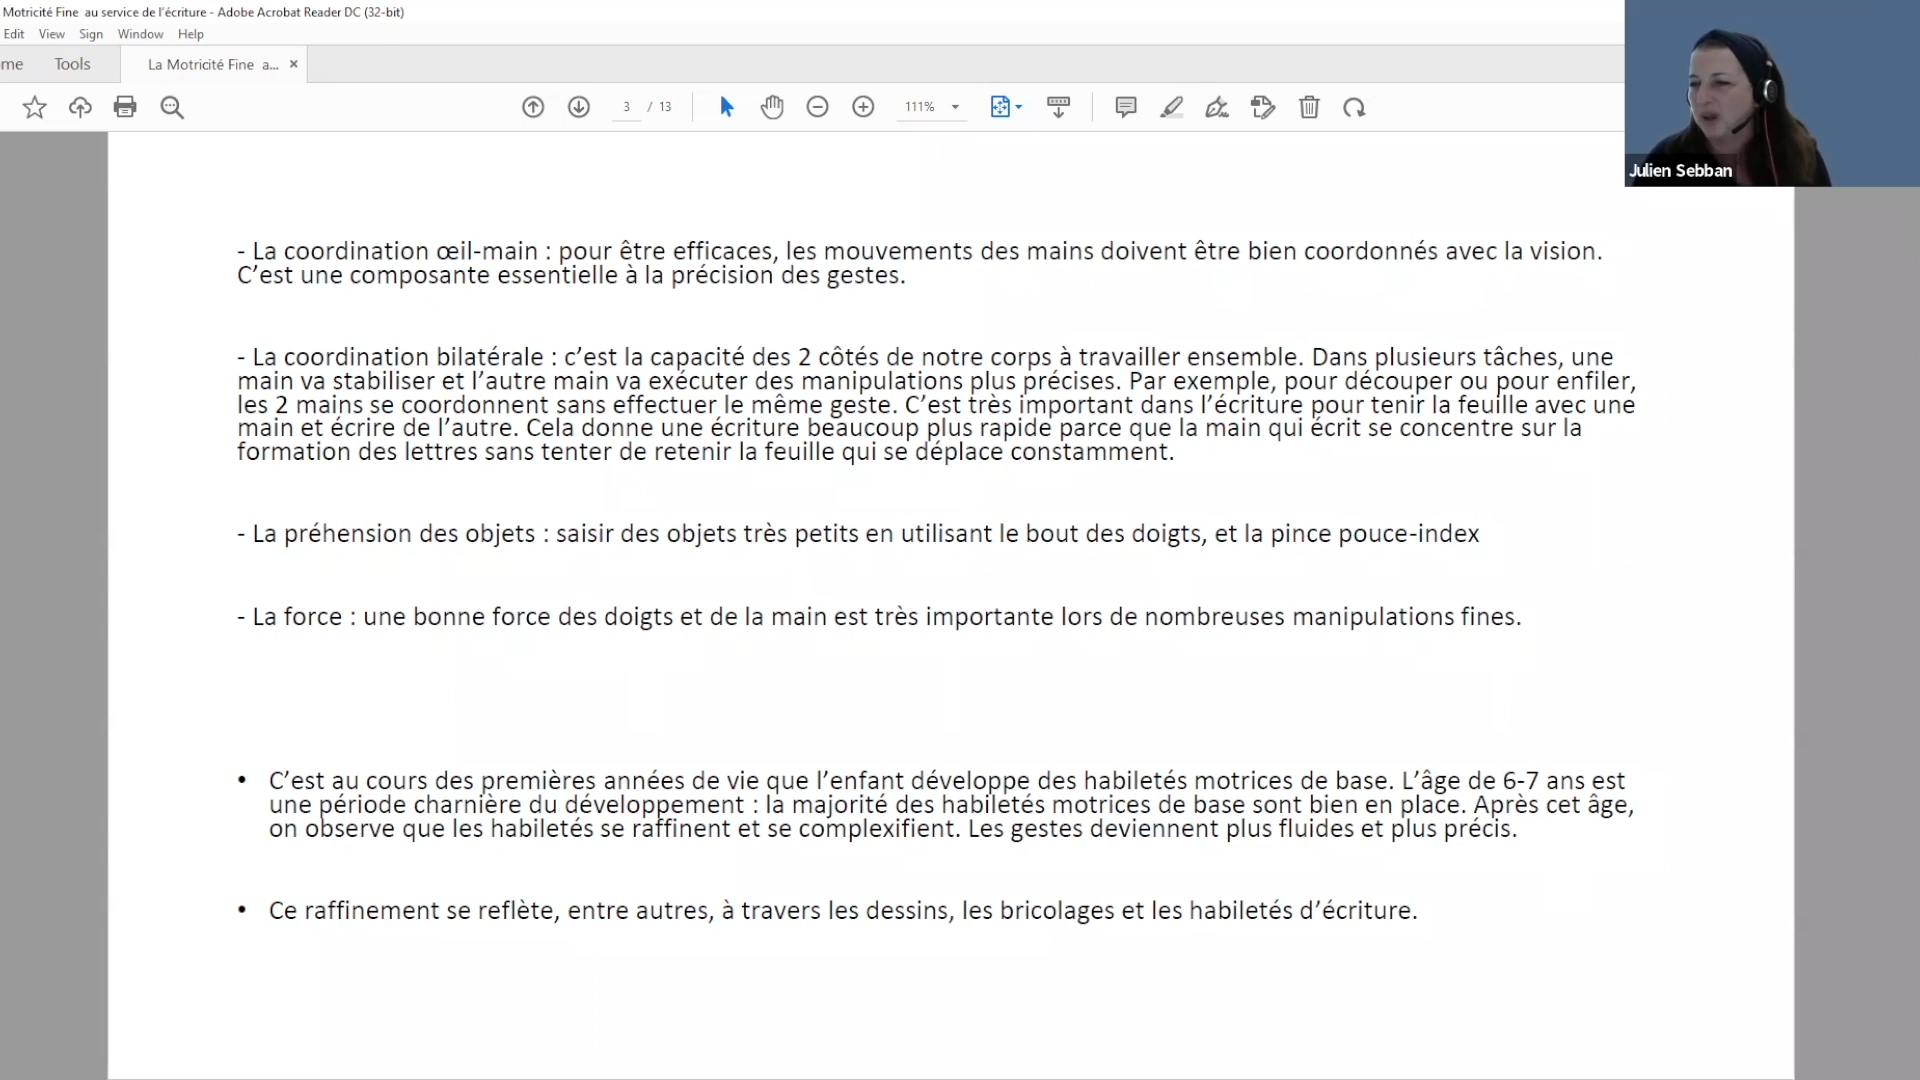 Motricité Fine au service de l'écriture - Adobe Acrobat Reader DC (32-bit)
Edit View Sign Window Help
me Tools La Motricité Fine a... ×
3 / 13 111%
Julien Sebban
- La coordination œil-main : pour être efficaces, les mouvements des mains doivent être bien coordonnés avec la vision.
C’est une composante essentielle à la précision des gestes.
- La coordination bilatérale : c’est la capacité des 2 côtés de notre corps à travailler ensemble. Dans plusieurs tâches, une
main va stabiliser et l’autre main va exécuter des manipulations plus précises. Par exemple, pour découper ou pour enfiler,
les 2 mains se coordonnent sans effectuer le même geste. C’est très important dans l’écriture pour tenir la feuille avec une
main et écrire de l’autre. Cela donne une écriture beaucoup plus rapide parce que la main qui écrit se concentre sur la
formation des lettres sans tenter de retenir la feuille qui se déplace constamment.
- La préhension des objets : saisir des objets très petits en utilisant le bout des doigts, et la pince pouce-index
- La force : une bonne force des doigts et de la main est très importante lors de nombreuses manipulations fines.
• C’est au cours des premières années de vie que l’enfant développe des habiletés motrices de base. L’âge de 6-7 ans est
une période charnière du développement : la majorité des habiletés motrices de base sont bien en place. Après cet âge,
on observe que les habiletés se raffinent et se complexifient. Les gestes deviennent plus fluides et plus précis.
• Ce raffinement se reflète, entre autres, à travers les dessins, les bricolages et les habiletés d’écriture.